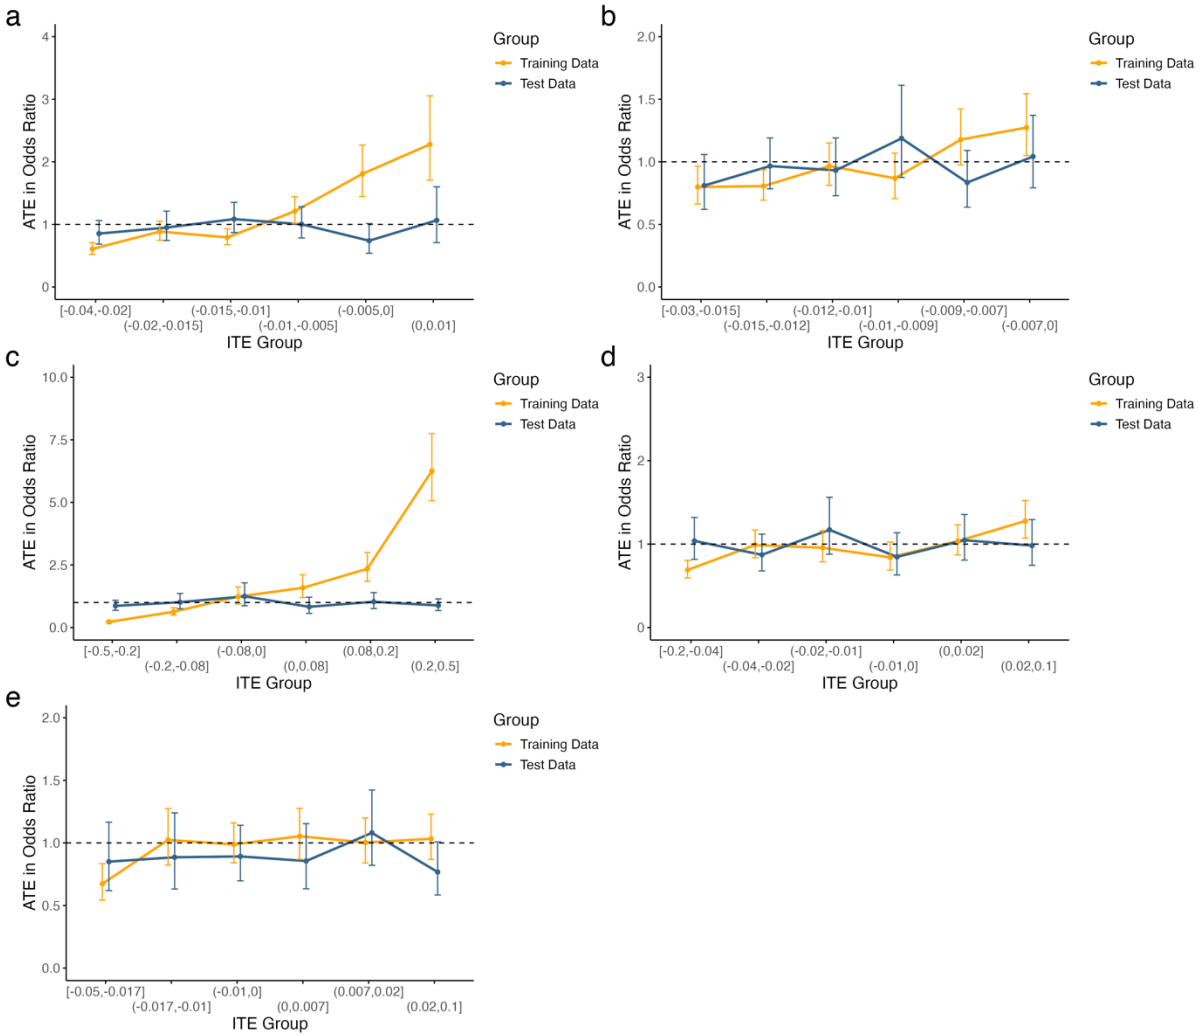 a
ATE in Odds Ratio
4
3
2
1
0
[-0.04,-0.02]
(-0.02,-0.015]
(-0.015,-0.01]
(-0.01,-0.005]
(-0.005,0]
(0,0.01]
ITE Group
Group
Training Data
Test Data
b
ATE in Odds Ratio
2.0
1.5
1.0
0.5
0.0
[-0.03,-0.015]
(-0.015,-0.012]
(-0.012,-0.01]
(-0.01,-0.009]
(-0.009,-0.007]
(-0.007,0]
ITE Group
Group
Training Data
Test Data
c
ATE in Odds Ratio
10.0
7.5
5.0
2.5
0.0
[-0.5,-0.2]
(-0.2,-0.08]
(-0.08,0]
(0,0.08]
(0.08,0.2]
(0.2,0.5]
ITE Group
Group
Training Data
Test Data
d
ATE in Odds Ratio
3
2
1
0
[-0.2,-0.04]
(-0.04,-0.02]
(-0.02,-0.01]
(-0.01,0]
(0,0.02]
(0.02,0.1]
ITE Group
Group
Training Data
Test Data
e
ATE in Odds Ratio
2.0
1.5
1.0
0.5
0.0
[-0.05,-0.017]
(-0.017,-0.01]
(-0.01,0]
(0,0.007]
(0.007,0.02]
(0.02,0.1]
ITE Group
Group
Training Data
Test Data